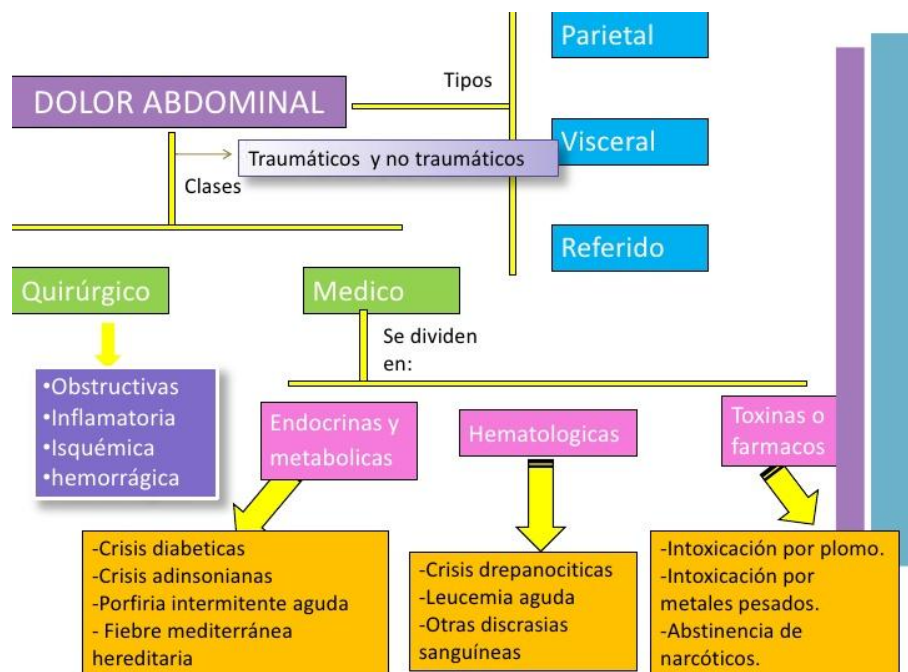 Parietal
Tipos
DOLOR ABDOMINAL
Visceral
Traumáticos y no traumáticos
Clases
Referido
Quirúrgico
Medico
Se dividen
en:
•Obstructivas
•Inflamatoria
•Isquémica
•hemorrágica
Endocrinas y
metabolicas
Hematologicas
Toxinas o
farmacos
-Crisis diabeticas
-Crisis adinsonianas
-Porfiria intermitente aguda
- Fiebre mediterránea
hereditaria
-Crisis drepanociticas
-Leucemia aguda
-Otras discrasias
sanguíneas
-Intoxicación por plomo.
-Intoxicación por
metales pesados.
-Abstinencia de
narcóticos.